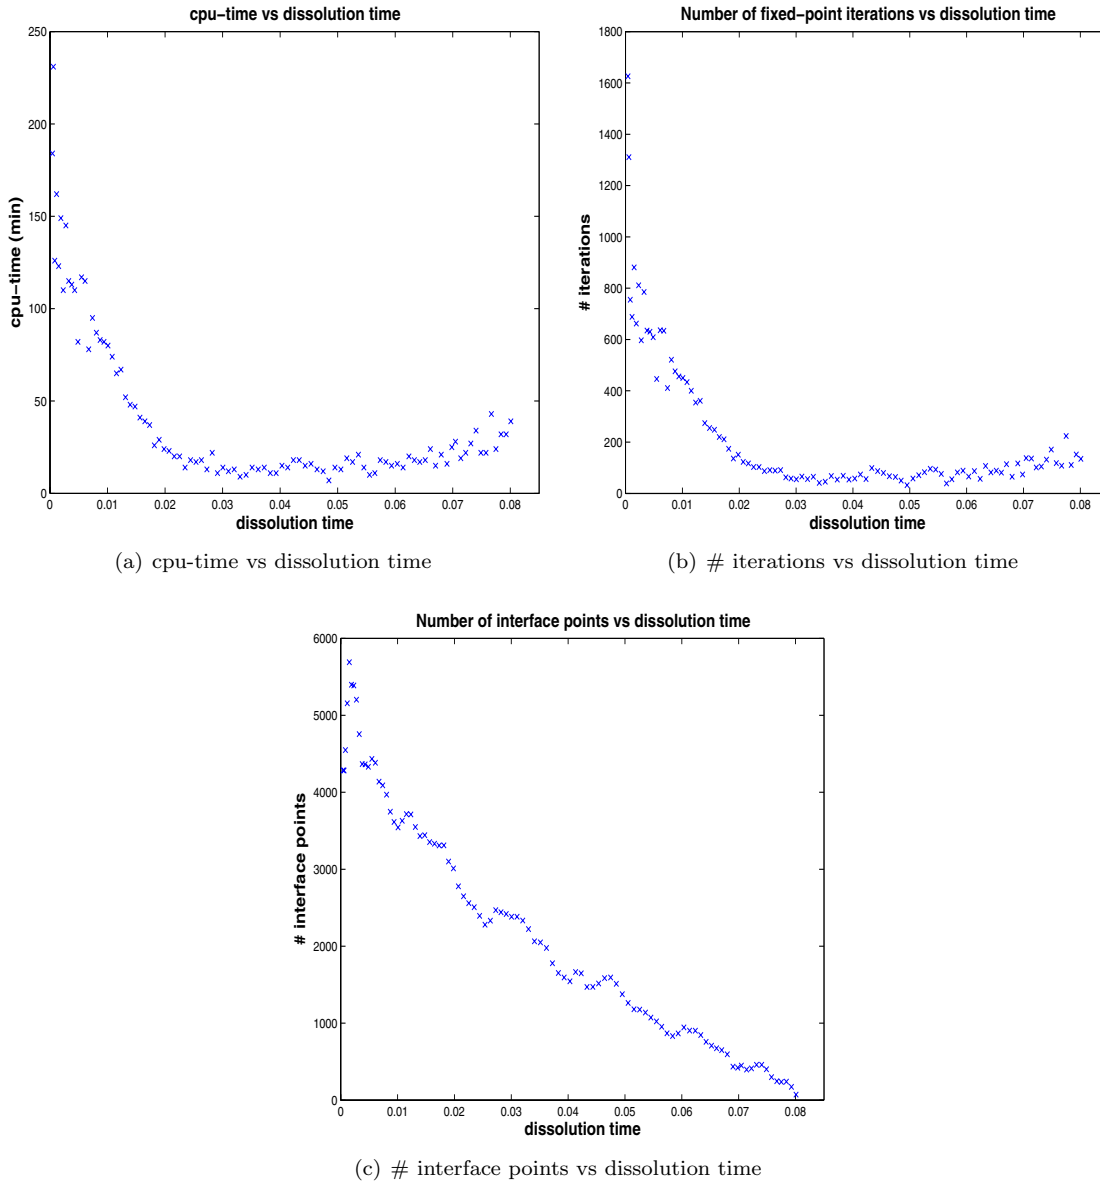 cpu-time vs dissolution time
250
200
150
100
50
0
0 0.01 0.02 0.03 0.04 0.05 0.06 0.07 0.08
cpu-time (min)
dissolution time
(a) cpu-time vs dissolution time
Number of fixed-point iterations vs dissolution time
1800
1600
1400
1200
1000
800
600
400
200
0
0 0.01 0.02 0.03 0.04 0.05 0.06 0.07 0.08
# iterations
dissolution time
(b) # iterations vs dissolution time
Number of interface points vs dissolution time
6000
5000
4000
3000
2000
1000
0
0 0.01 0.02 0.03 0.04 0.05 0.06 0.07 0.08
# interface points
dissolution time
(c) # interface points vs dissolution time